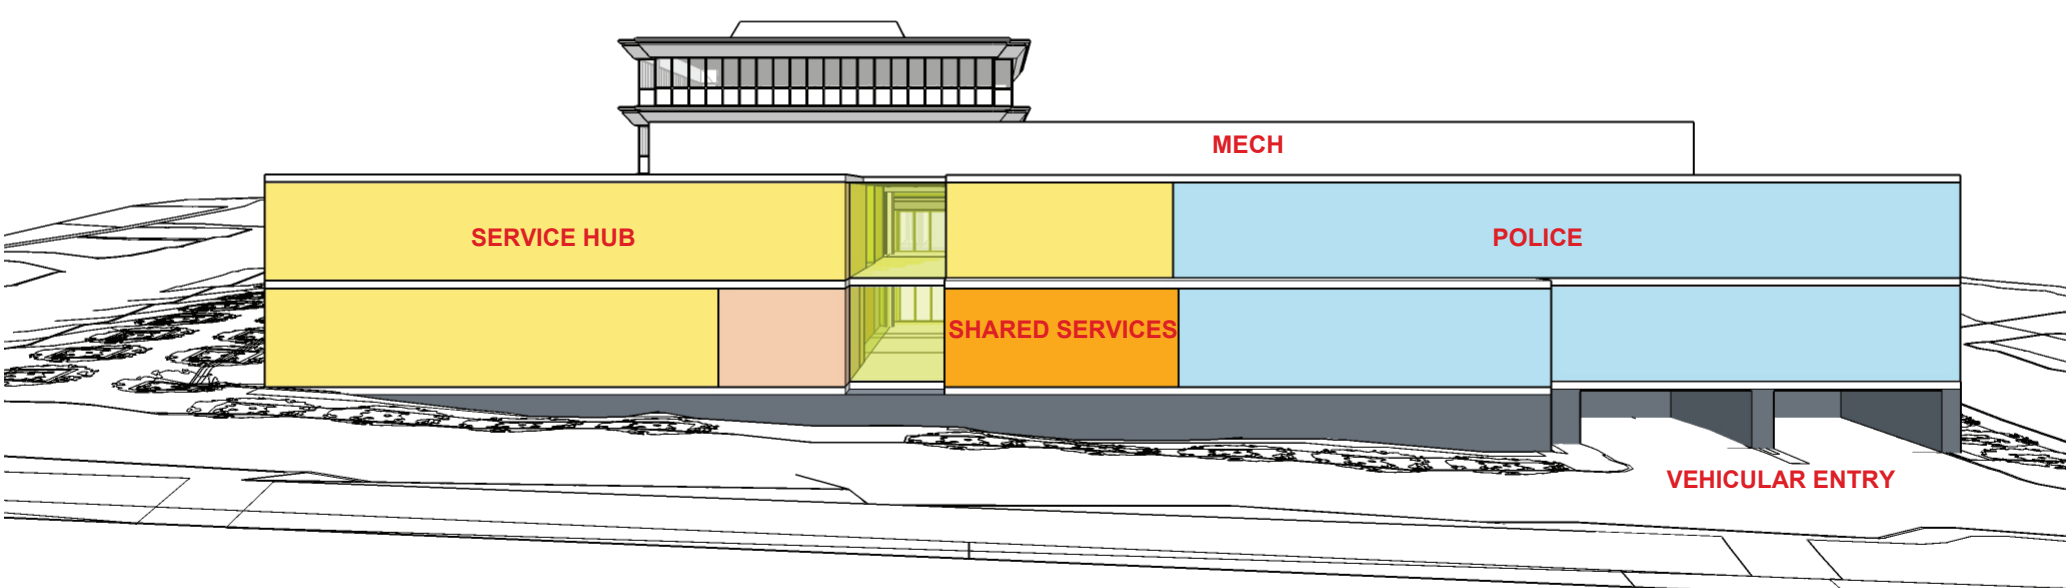 MECH
SERVICE HUB
POLICE
SHARED SERVICES
VEHICULAR ENTRY